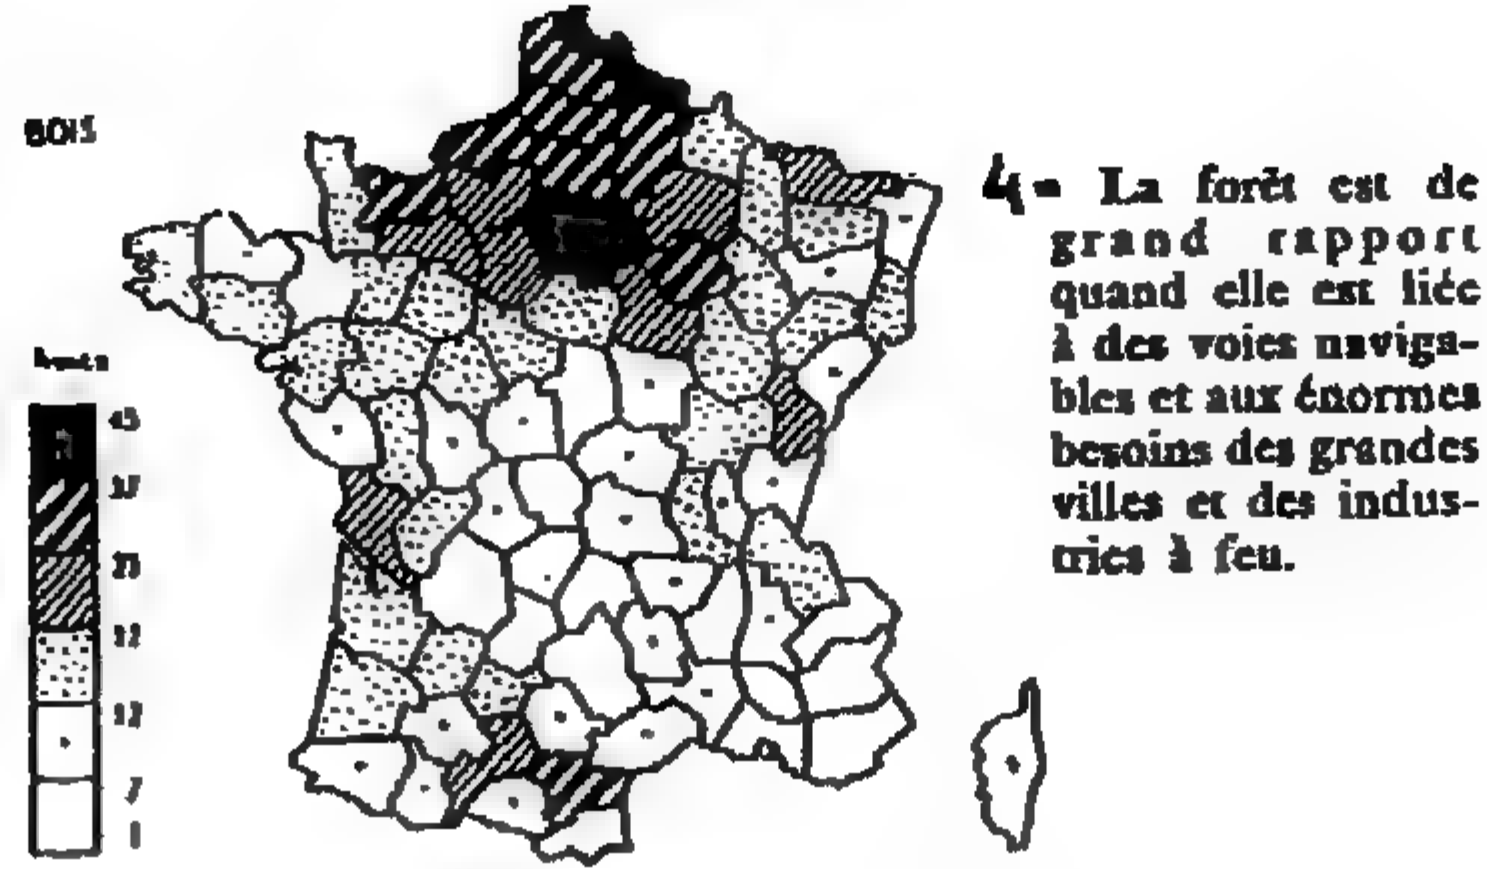 BOIS
4 - La forêt est de
grand rapport
quand elle est liée
à des voies naviga-
bles et aux énormes
besoins des grandes
villes et des indus-
tries à feu.
45
12
12
7